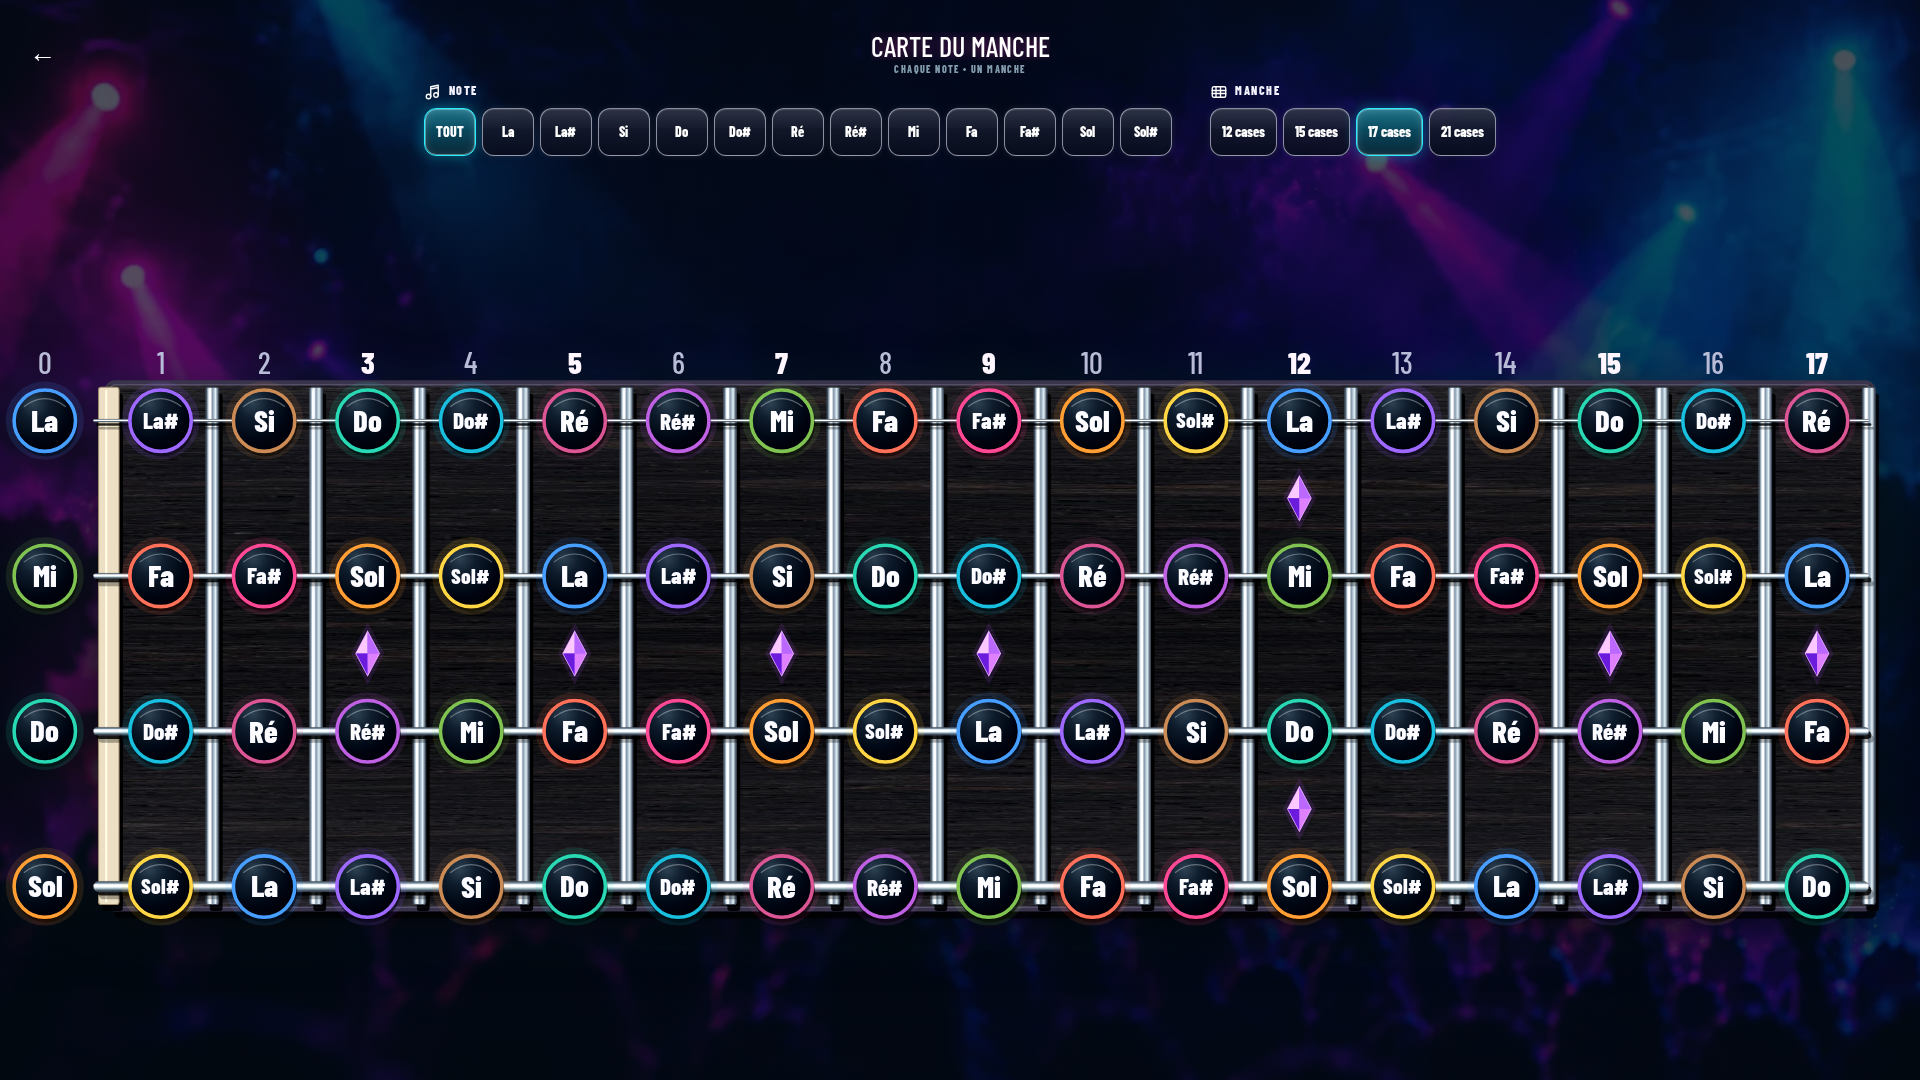 ←
CARTE DU MANCHE
CHAQUE NOTE • UN MANCHE
NOTE
TOUT La La# Si Do Do# Ré Ré# Mi Fa Fa# Sol Sol#
MANCHE
12 cases 15 cases 17 cases 21 cases
0 1 2 3 4 5 6 7 8 9 10 11 12 13 14 15 16 17
La La# Si Do Do# Ré Ré# Mi Fa Fa# Sol Sol# La La# Si Do Do# Ré
Mi Fa Fa# Sol Sol# La La# Si Do Do# Ré Ré# Mi Fa Fa# Sol Sol# La
Do Do# Ré Ré# Mi Fa Fa# Sol Sol# La La# Si Do Do# Ré Ré# Mi Fa
Sol Sol# La La# Si Do Do# Ré Ré# Mi Fa Fa# Sol Sol# La La# Si Do